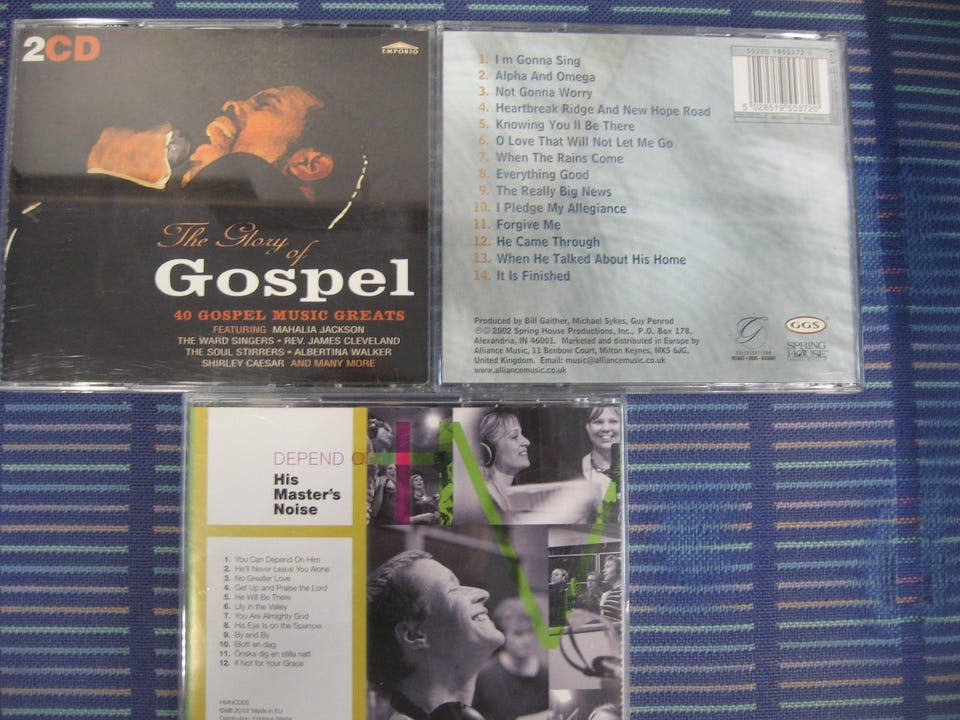 2CD
EMPORIO
The Glory
of
Gospel
40 GOSPEL MUSIC GREATS
FEATURING MAHALIA JACKSON
THE WARD SINGERS • REV. JAMES CLEVELAND
THE SOUL STIRRERS • ALBERTINA WALKER
SHIRLEY CAESAR AND MANY MORE
1. I m Gonna Sing
2. Alpha And Omega
3. Not Gonna Worry
4. Heartbreak Ridge And New Hope Road
5. Knowing You ll Be There
6. O Love That Will Not Let Me Go
7. When The Rains Come
8. Everything Good
9. The Really Big News
10. I Pledge My Allegiance
11. Forgive Me
12. He Came Through
13. When He Talked About His Home
14. It Is Finished
5 028519 553720
Produced by Bill Gaither, Michael Sykes, Guy Penrod
℗© 2002 Spring House Productions, Inc., P.O. Box 178,
Alexandria, IN 46001. Marketed and distributed in Europe by
Alliance Music, 11 Benbow Court, Milton Keynes, MK5 6JG,
United Kingdom. Email: music@alliancemusic.co.uk
www.alliancemusic.co.uk
G
GGS
SPRING
HOUSE
DEPEND O
His
Master's
Noise
1. You Can Depend On Him
2. He'll Never Leave You Alone
3. No Greater Love
4. Get Up and Praise the Lord
5. He Will Be There
6. Lily in the Valley
7. You Are Almighty God
8. His Eye Is on the Sparrow
9. By and By
10. Blott en dag
11. Önska dig en stilla natt
12. If Not for Your Grace
2010 Made in EU